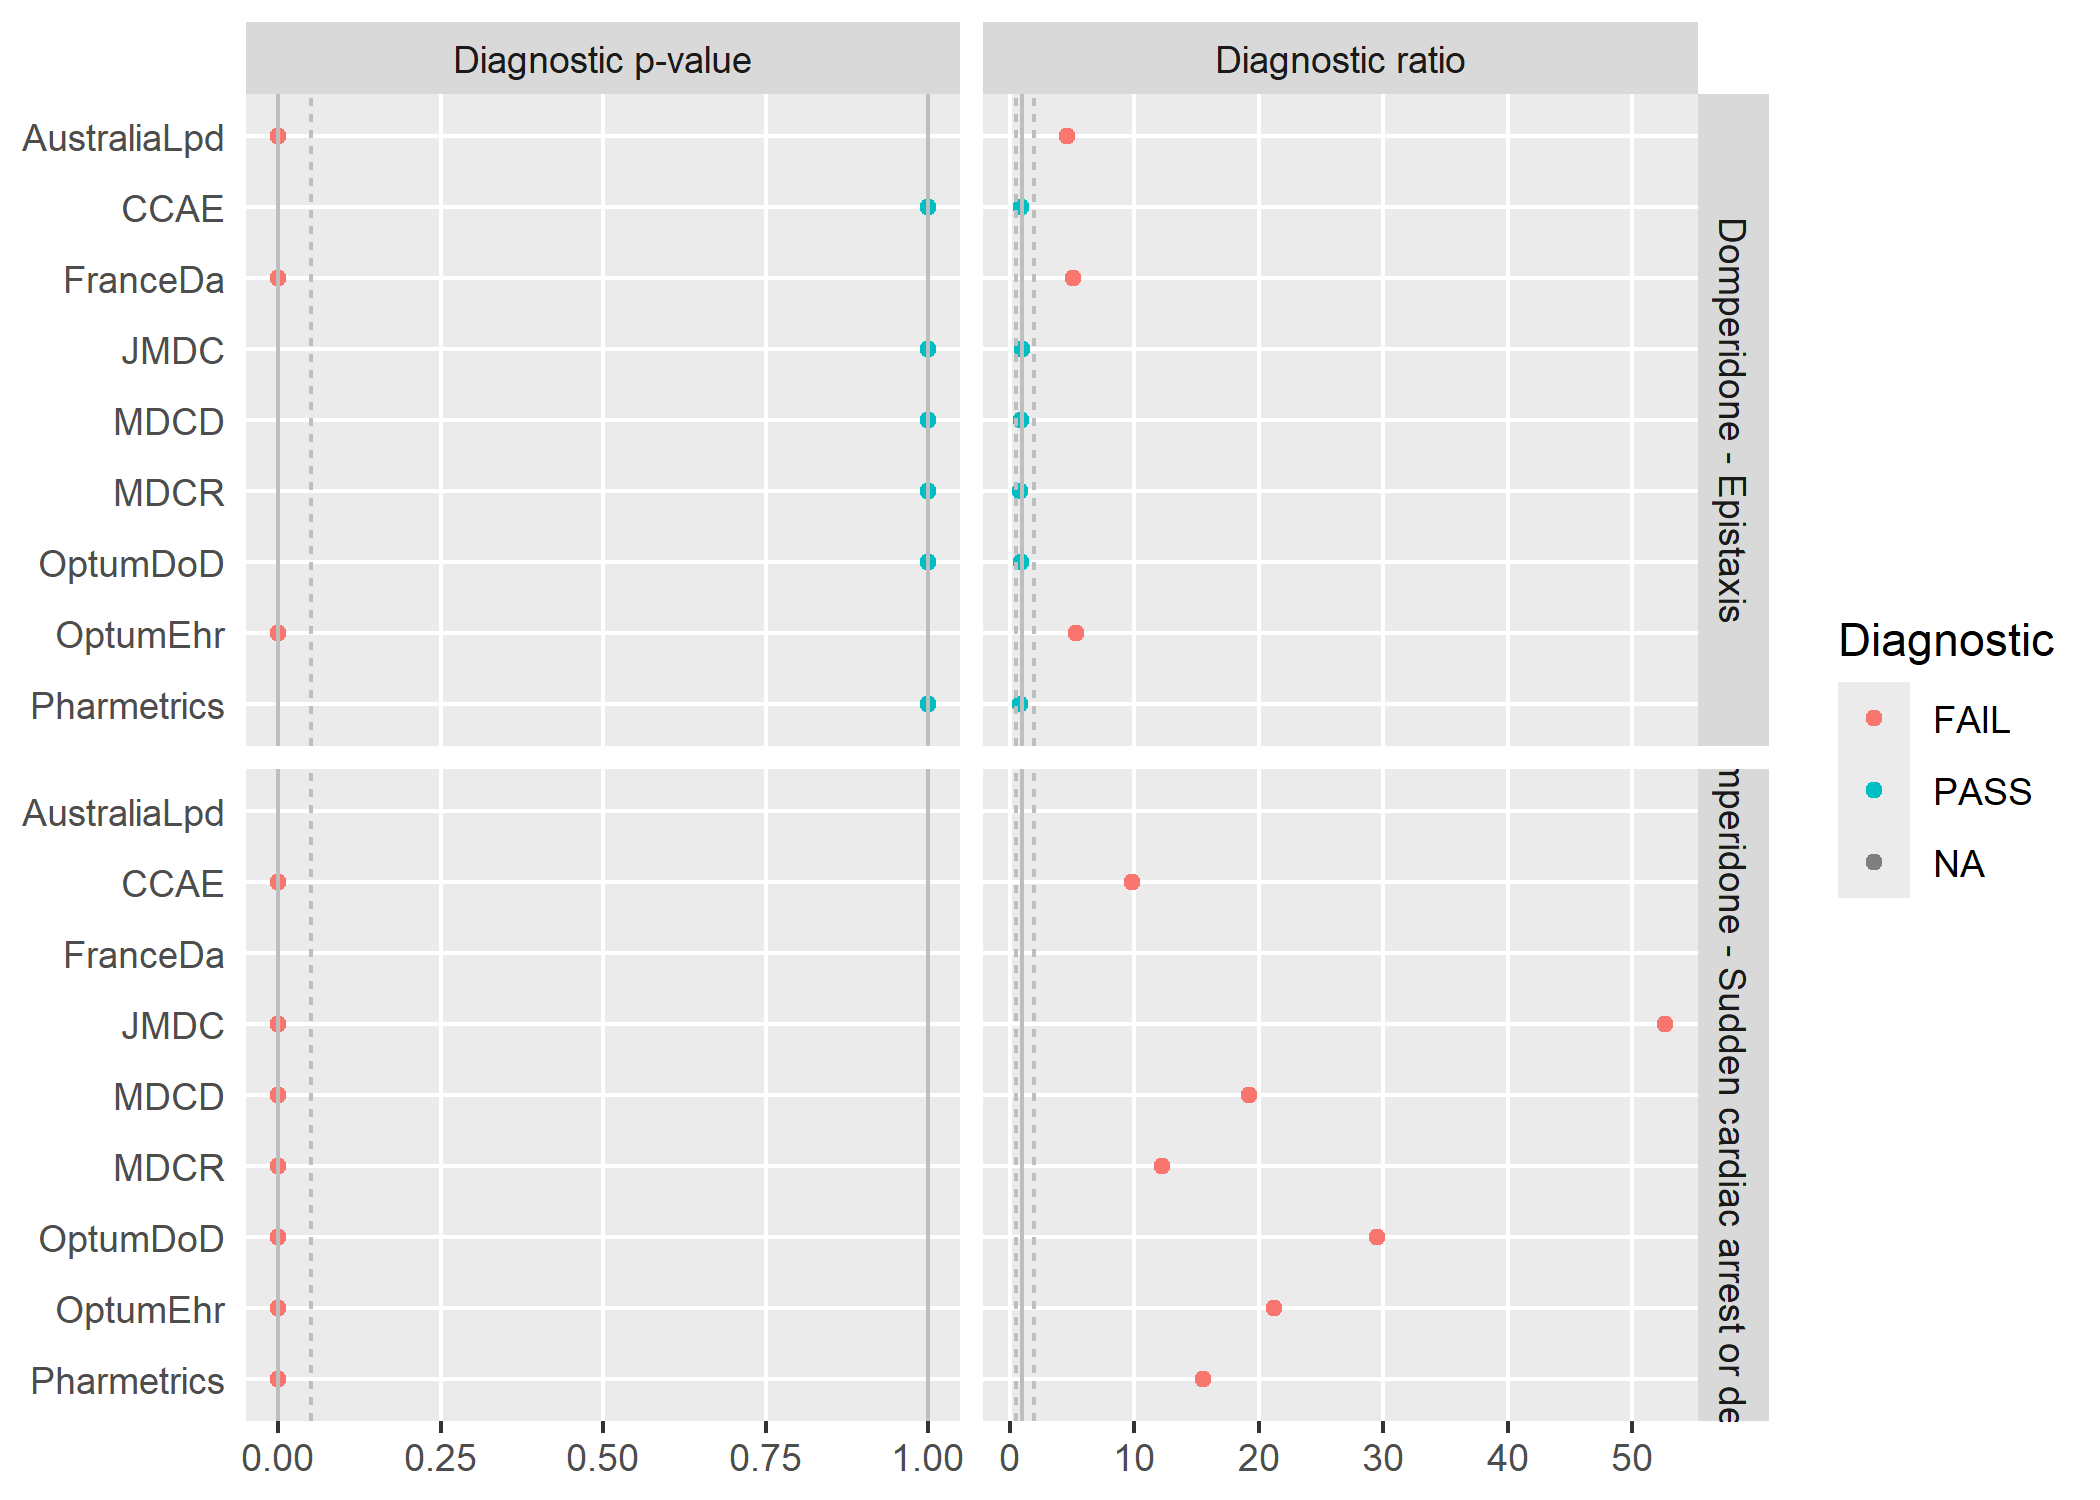 Diagnostic p-value
Diagnostic ratio
AustraliaLpd
CCAE
FranceDa
JMDC
MDCD
MDCR
OptumDoD
OptumEhr
Pharmetrics
Domperidone - Epistaxis
AustraliaLpd
CCAE
FranceDa
JMDC
MDCD
MDCR
OptumDoD
OptumEhr
Pharmetrics
mperidone - Sudden cardiac arrest or de
0.00 0.25 0.50 0.75 1.00
0 10 20 30 40 50
Diagnostic
FAIL
PASS
NA